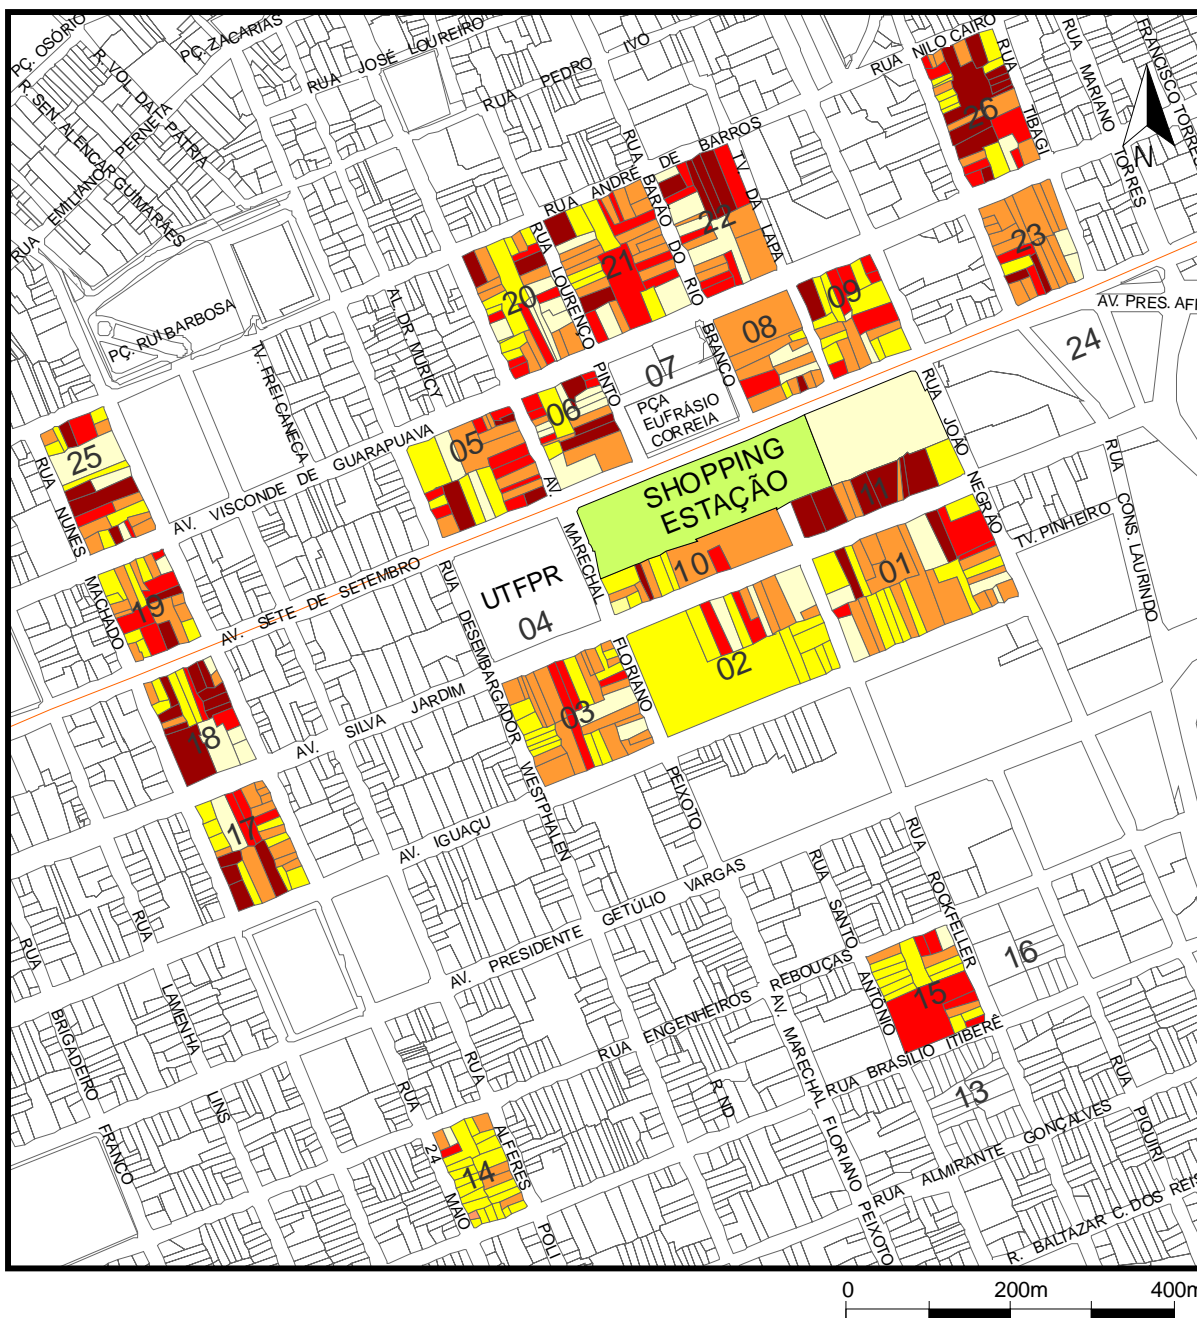 PÇ. OSÓRIO
PÇ. ZACARIAS
R. VOL. DA PATRIA
R SEN ALENCAR GUIMARÃES
RUA EMILIANO PERNETA
RUA JOSÉ LOUREIRO
RUA PEDRO IVO
RUA NILO CAIRO
RUA TIBAGI
RUA MARIANO TORRES
FRANCISCO TORRES
N
26
RUA ANDRÉ DE BARROS
RUA BARÃO DO RIO BRANCO
TV. DA LAPA
RUA LOURENÇO PINTO
22
21
20
23
09
08
07
PÇA
EUFRÁSIO
CORREIA
AV. PRES. AF
24
PÇ. RUI BARBOSA
AL. DR. MURICY
TV. FREI CANECA
AV. VISCONDE DE GUARAPUAVA
25
05
06
RUA NUNES MACHADO
19
SHOPPING
ESTAÇÃO
RUA JOÃO NEGRÃO
11
10
01
TV. PINHEIRO
RUA CONS. LAURINDO
AV. SETE DE SETEMBRO
UTFPR
04
AV. MARECHAL FLORIANO PEIXOTO
RUA DESEMBARGADOR WESTPHALEN
02
03
18
AV. SILVA JARDIM
17
AV. IGUAÇU
AV. PRESIDENTE GETÚLIO VARGAS
RUA SANTO ANTONIO
RUA ROCKFELLER
16
15
RUA ENGENHEIROS REBOUÇAS
AV. MARECHAL FLORIANO PEIXOTO
RUA BRASÍLIO ITIBERÊ
13
RUA ALMIRANTE GONÇALVES
RUA PIQUIRI
R. BALTAZAR C. DOS REIS
R. ND
RUA BRIGADEIRO FRANCO
RUA LAMENHA LINS
RUA 24 MAIO
RUA ALFERES POLI
14
0 200m 400m